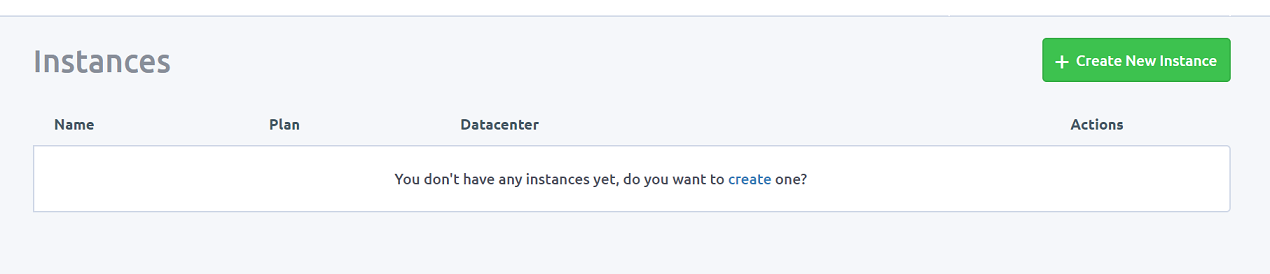 Instances
+ Create New Instance
Name Plan Datacenter Actions
You don't have any instances yet, do you want to create one?